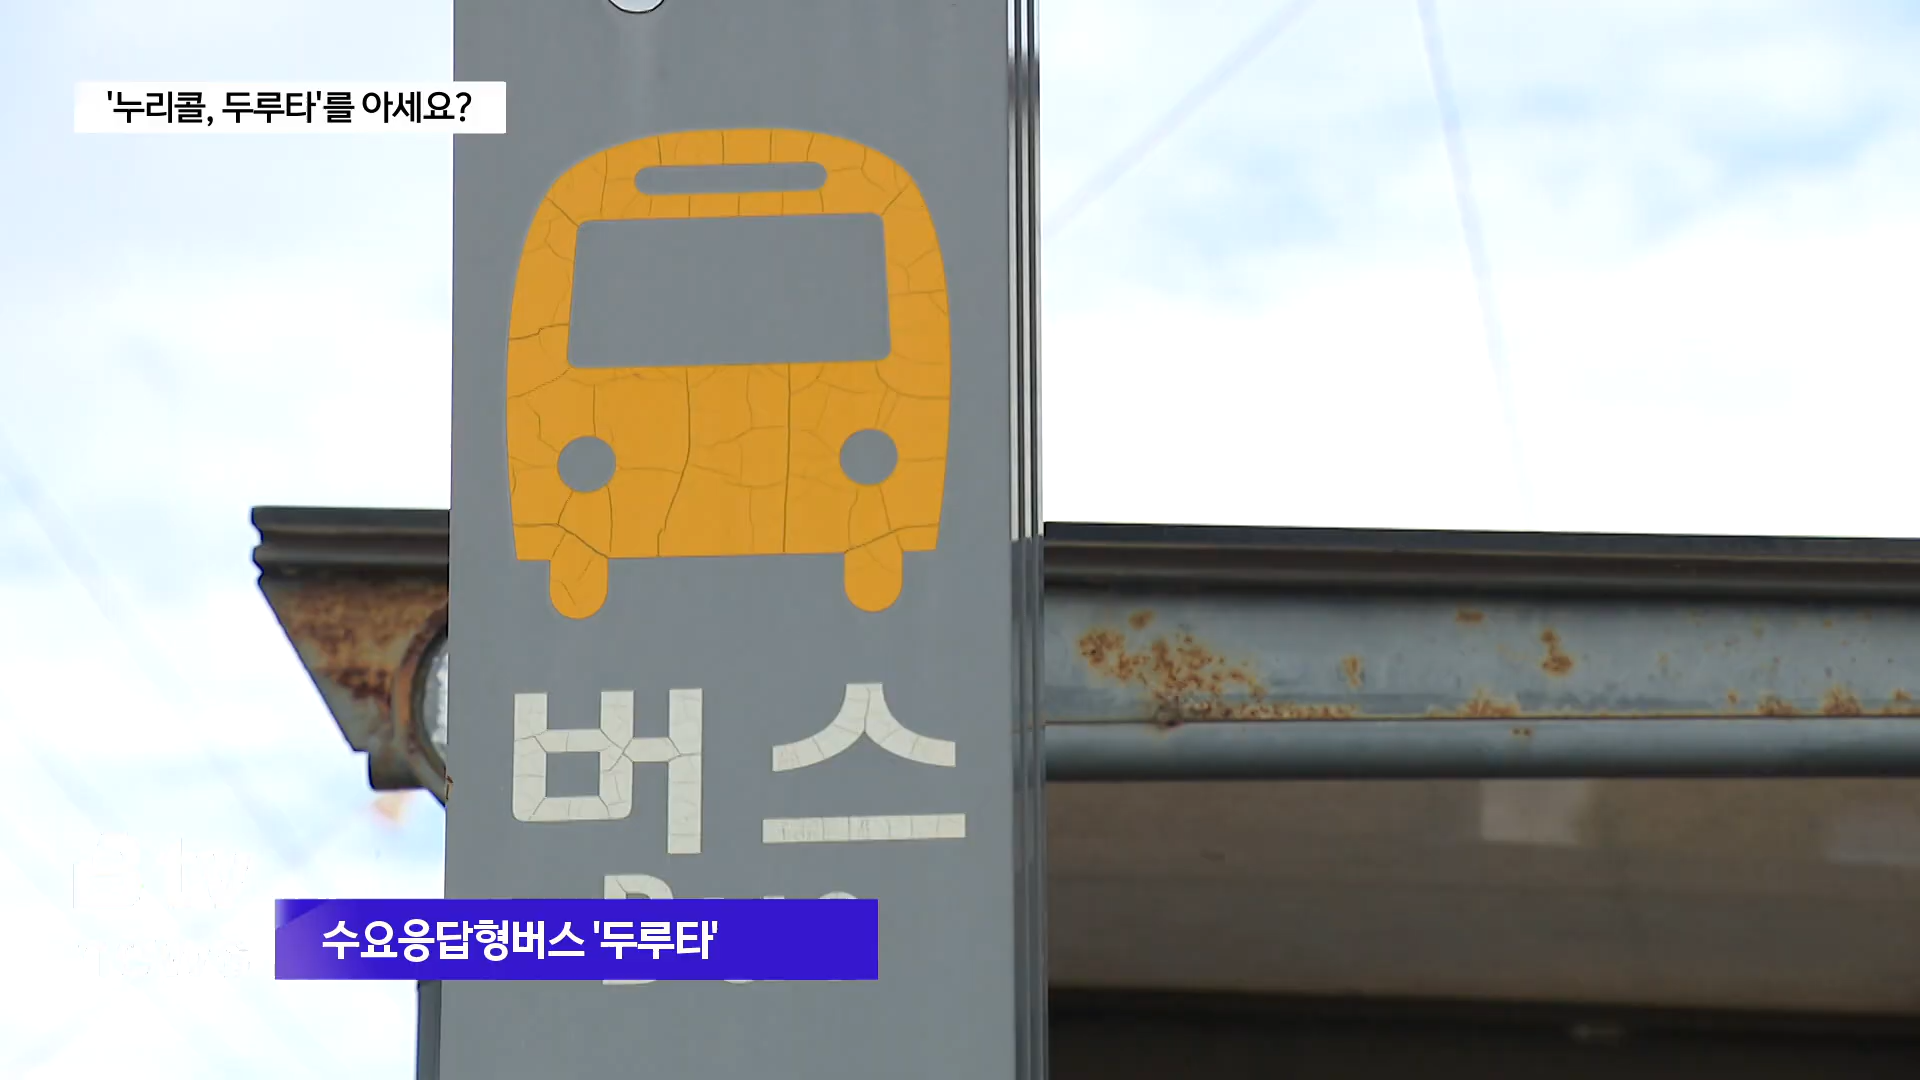 '누리콜, 두루타'를 아세요?
버스
Bus
수요응답형버스 '두루타'